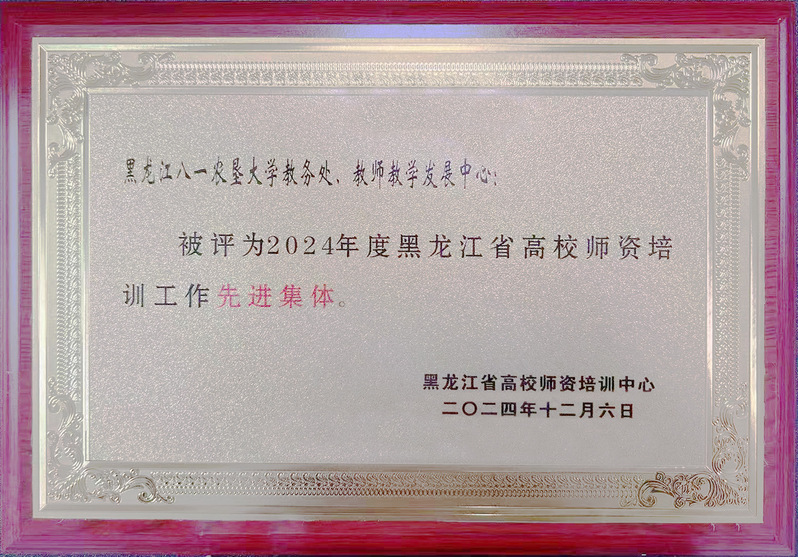 黑龙江八一农垦大学教务处、教师教学发展中心:
被评为2024年度黑龙江省高校师资培
训工作先进集体。
黑龙江省高校师资培训中心
二〇二四年十二月六日